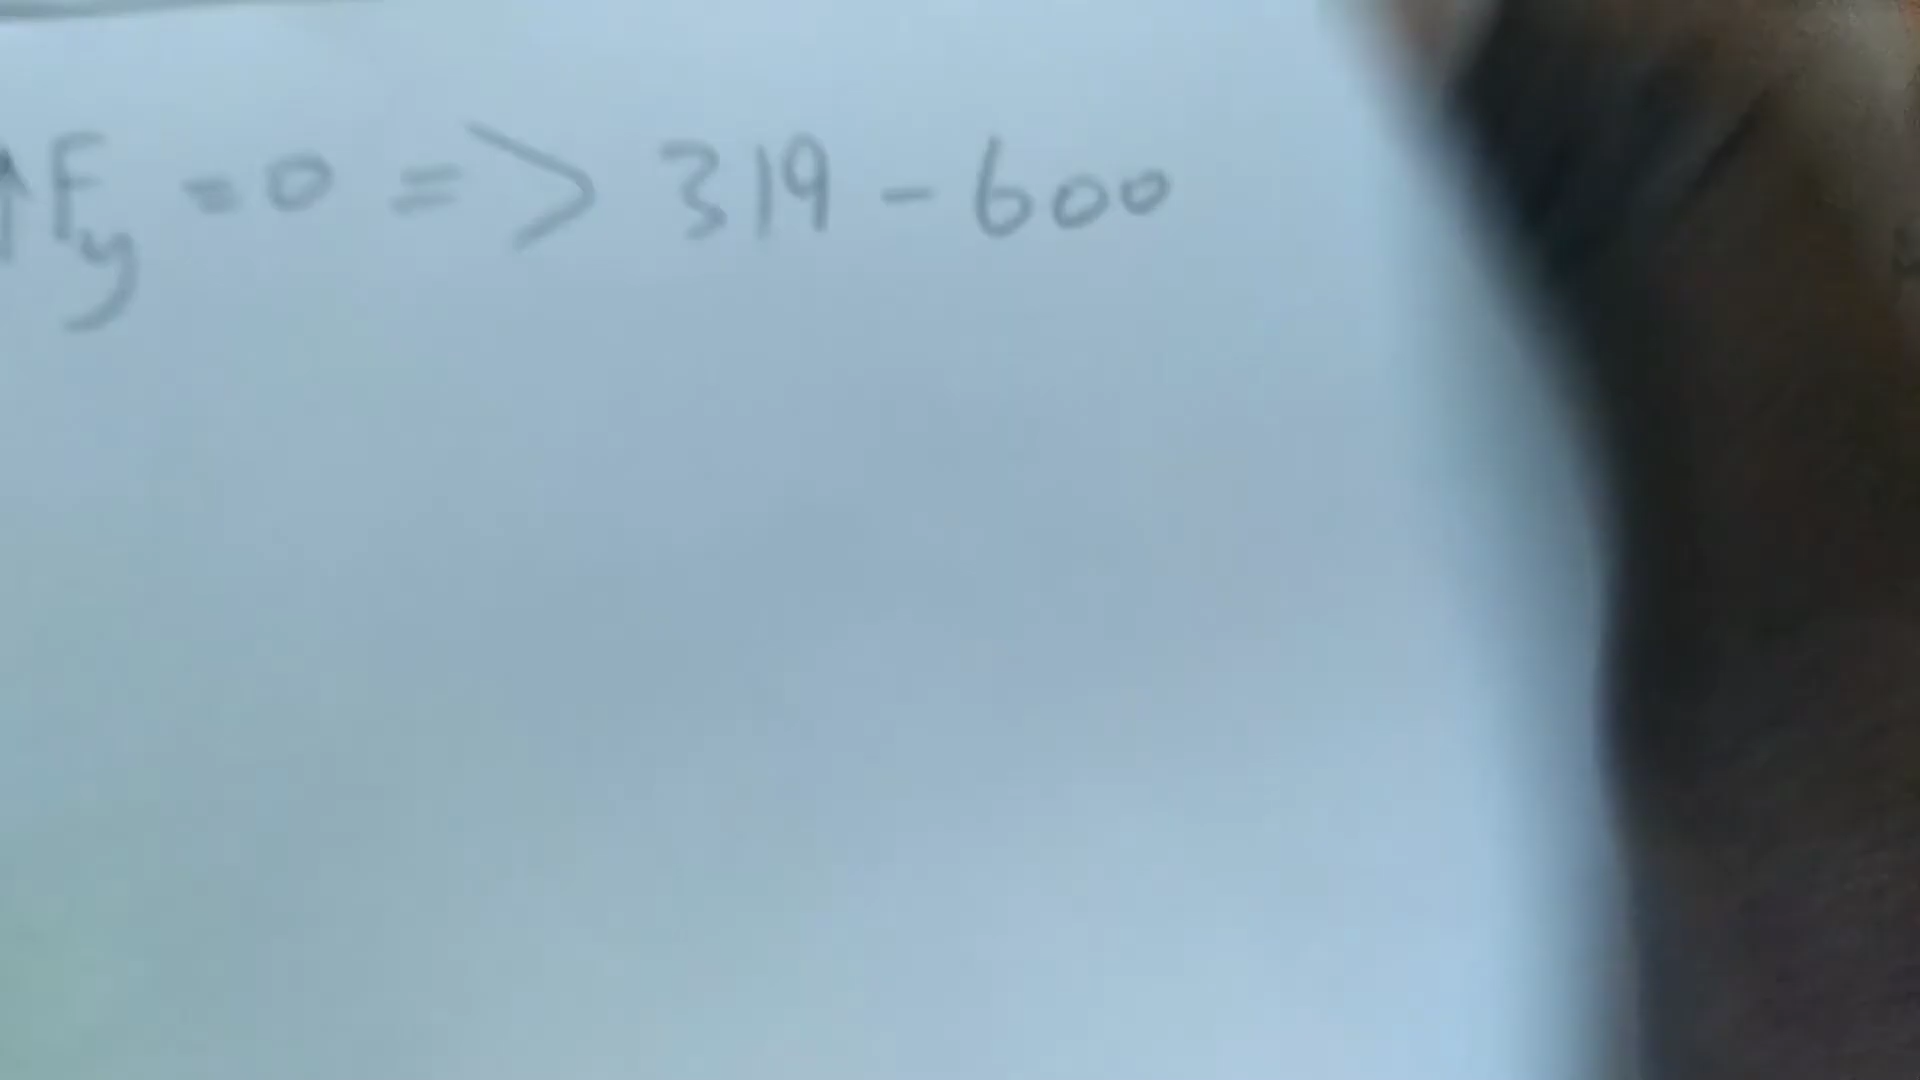 ↑Fy = 0 => 319 - 600